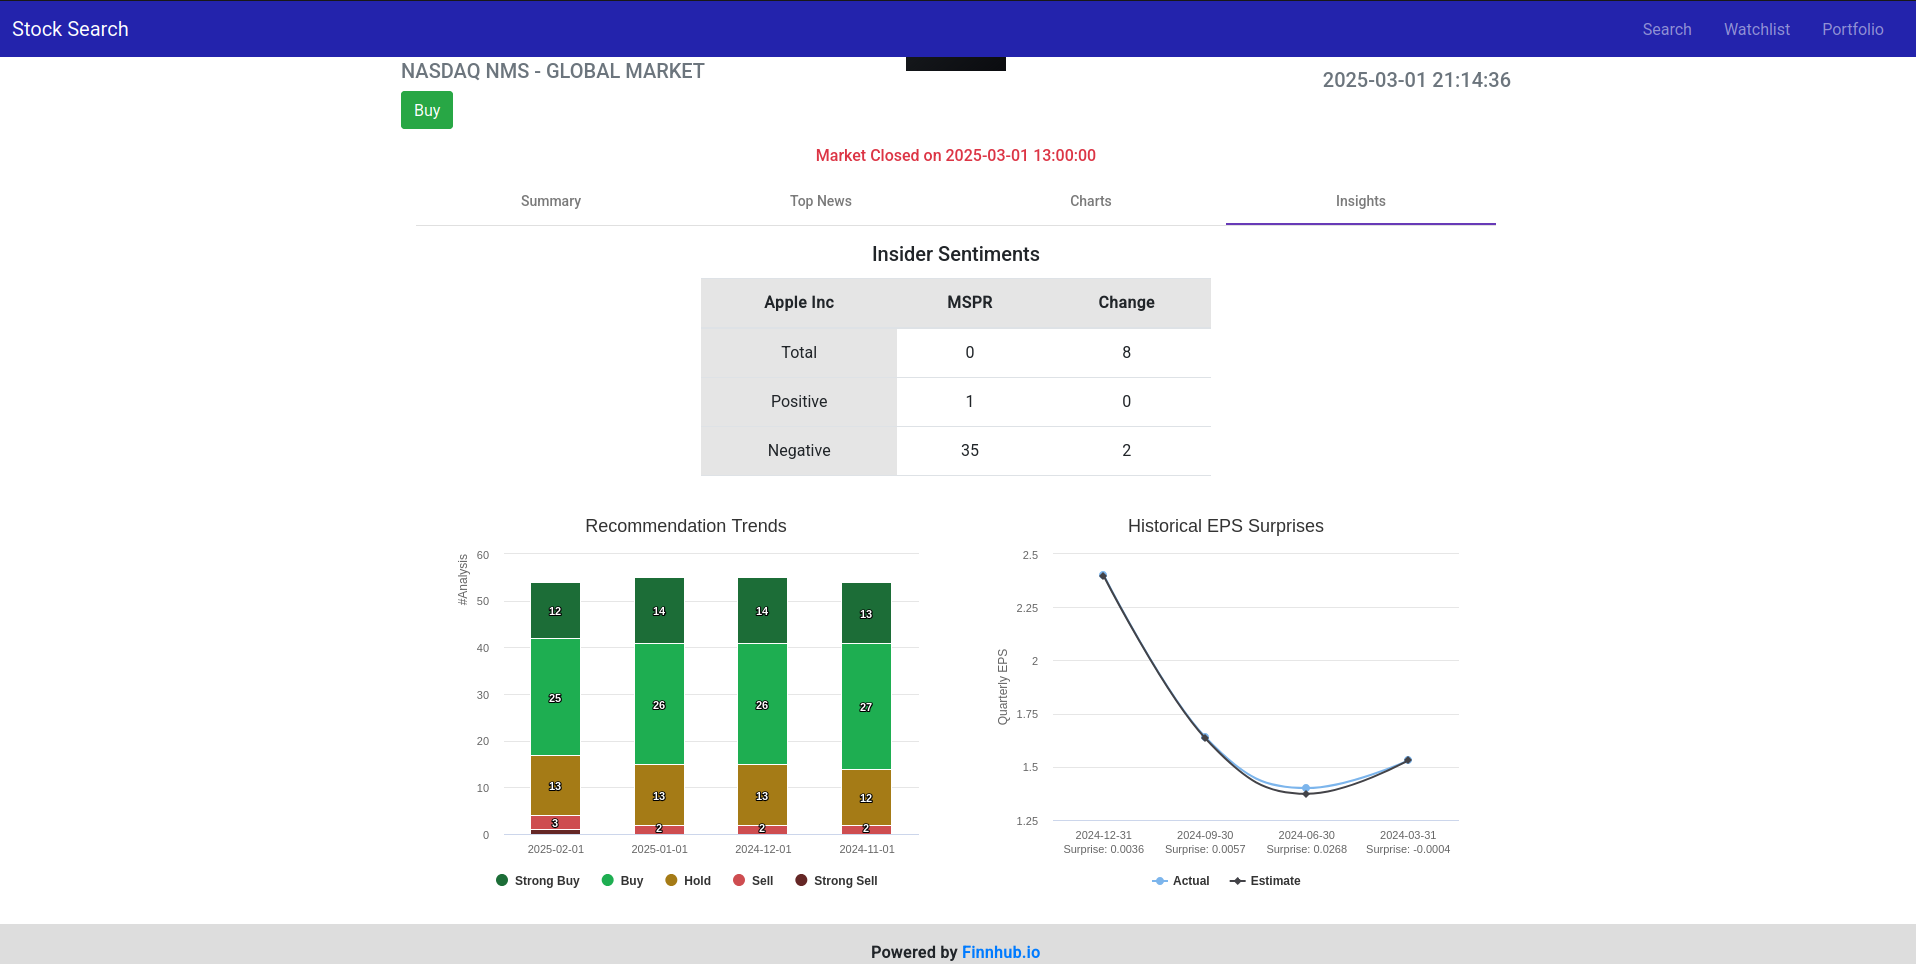 Stock Search Search Watchlist Portfolio
NASDAQ NMS - GLOBAL MARKET
2025-03-01 21:14:36
Buy
Market Closed on 2025-03-01 13:00:00
Summary Top News Charts Insights
Insider Sentiments
Apple Inc MSPR Change
Total 0 8
Positive 1 0
Negative 35 2
Recommendation Trends
#Analysis
60
50
40
30
20
10
0
12 14 14 13
25 26 26 27
13 13 13 12
3 2 2 2
2025-02-01 2025-01-01 2024-12-01 2024-11-01
Strong Buy Buy Hold Sell Strong Sell
Historical EPS Surprises
Quarterly EPS
2.5
2.25
2
1.75
1.5
1.25
2024-12-31 2024-09-30 2024-06-30 2024-03-31
Surprise: 0.0036 Surprise: 0.0057 Surprise: 0.0268 Surprise: -0.0004
Actual Estimate
Powered by Finnhub.io